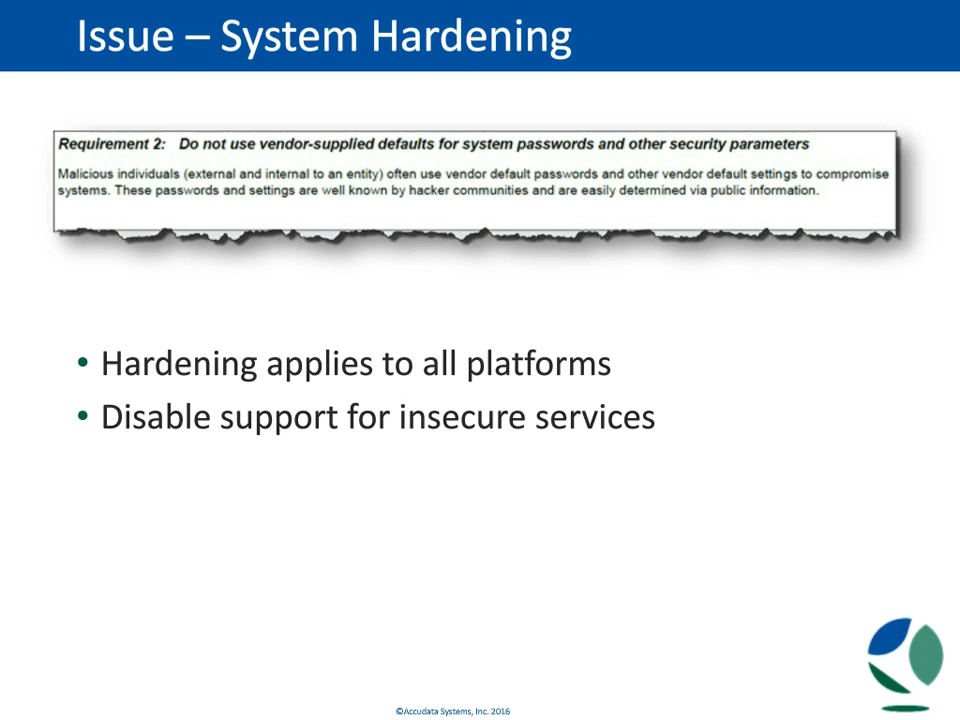 Issue – System Hardening
Requirement 2: Do not use vendor-supplied defaults for system passwords and other security parameters
Malicious individuals (external and internal to an entity) often use vendor default passwords and other vendor default settings to compromise
systems. These passwords and settings are well known by hacker communities and are easily determined via public information.
• Hardening applies to all platforms
• Disable support for insecure services
©Accudata Systems, Inc. 2016